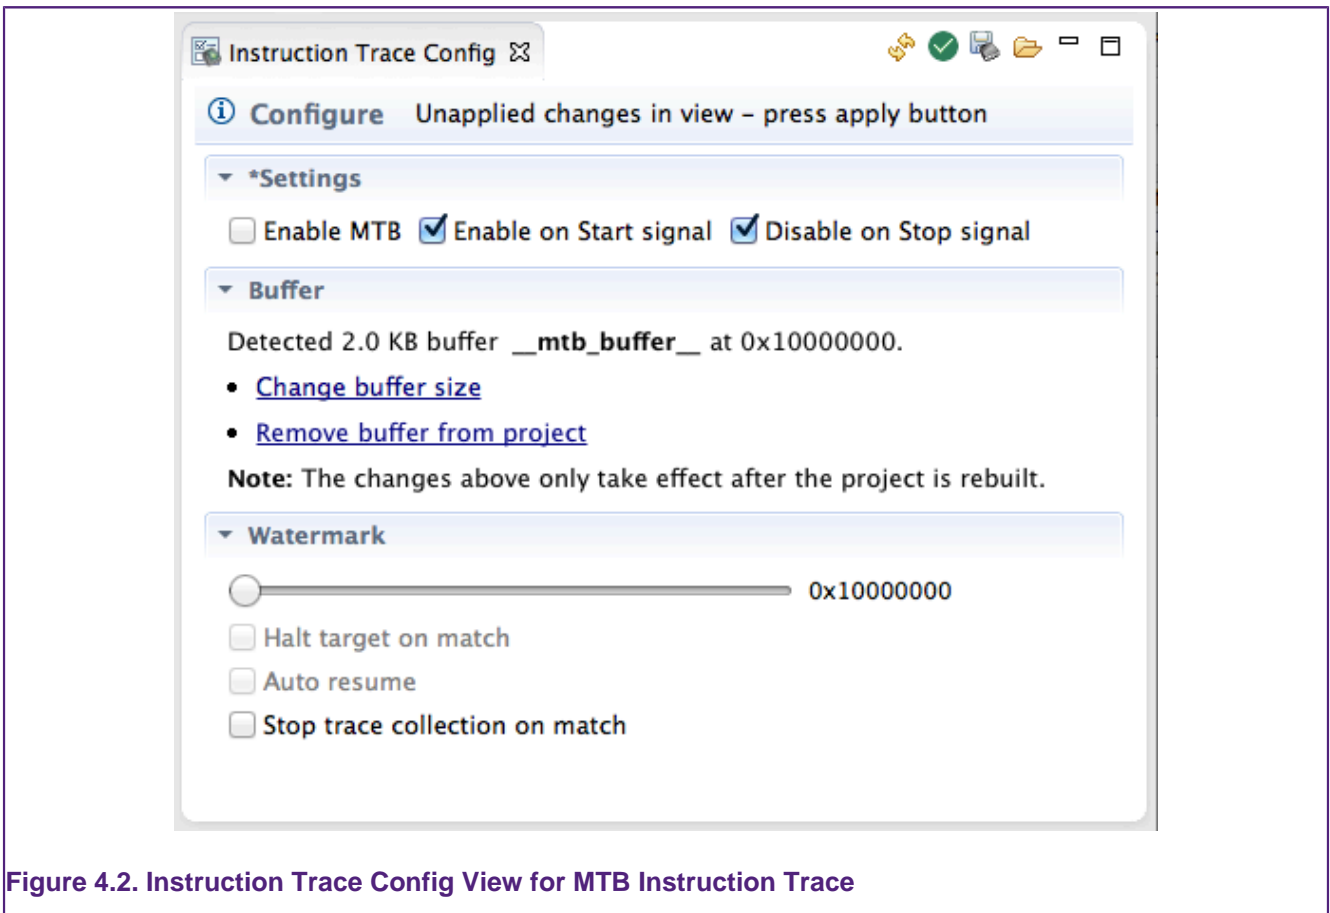 Instruction Trace Config
Configure Unapplied changes in view – press apply button
*Settings
Enable MTB Enable on Start signal Disable on Stop signal
Buffer
Detected 2.0 KB buffer __mtb_buffer__ at 0x10000000.
• Change buffer size
• Remove buffer from project
Note: The changes above only take effect after the project is rebuilt.
Watermark
0x10000000
Halt target on match
Auto resume
Stop trace collection on match
Figure 4.2. Instruction Trace Config View for MTB Instruction Trace